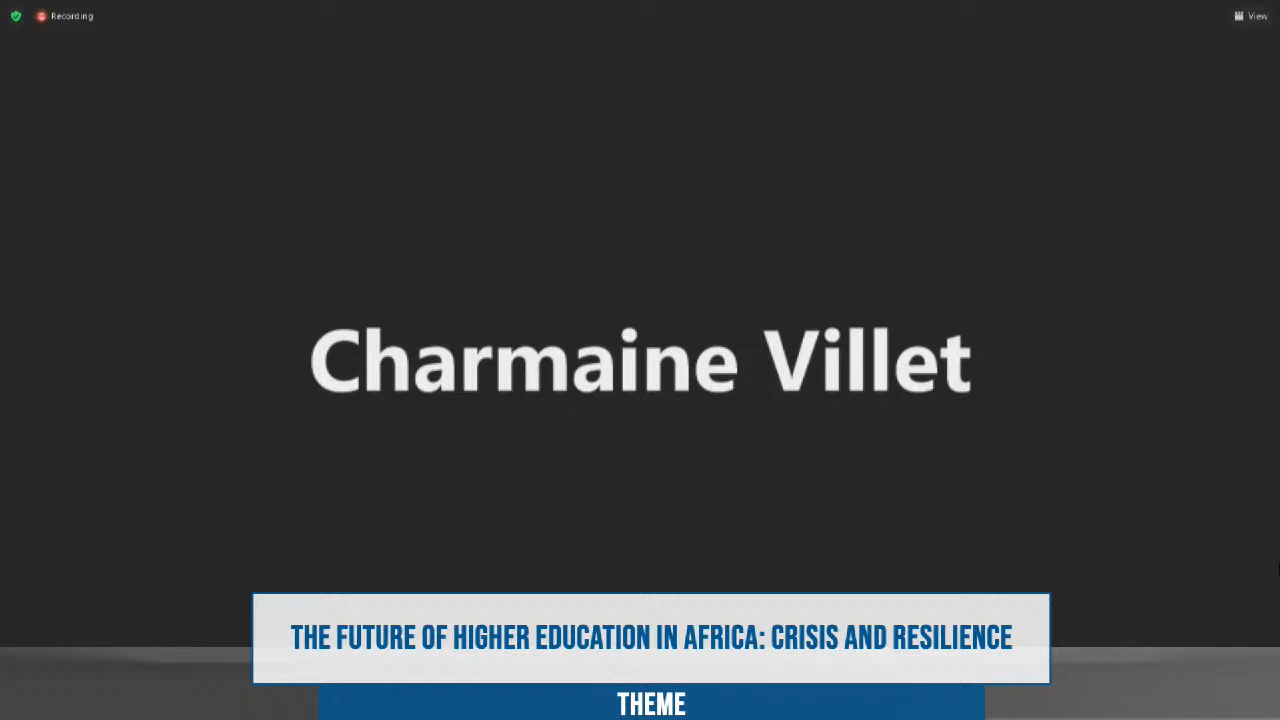 Recording
View
Charmaine Villet
THE FUTURE OF HIGHER EDUCATION IN AFRICA: CRISIS AND RESILIENCE
THEME